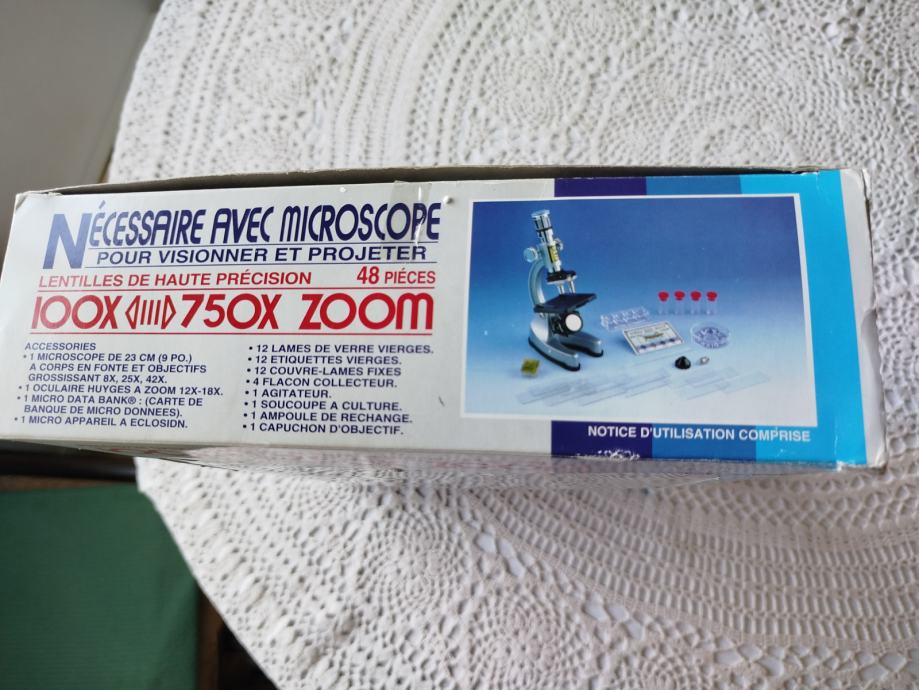 NÉCESSAIRE AVEC MICROSCOPE
POUR VISIONNER ET PROJETER
LENTILLES DE HAUTE PRÉCISION 48 PIÉCES
100X 750X ZOOM
ACCESSORIES
• 1 MICROSCOPE DE 23 CM (9 PO.)
A CORPS EN FONTE ET OBJECTIFS
GROSSISSANT 8X, 25X, 42X.
• 1 OCULAIRE HUYGES A ZOOM 12X-18X.
• 1 MICRO DATA BANK® : (CARTE DE
BANQUE DE MICRO DONNEES).
• 1 MICRO APPAREIL A ECLOSIDN.
• 12 LAMES DE VERRE VIERGES.
• 12 ETIQUETTES VIERGES.
• 12 COUVRE-LAMES FIXES
• 4 FLACON COLLECTEUR.
• 1 AGITATEUR.
• 1 SOUCOUPE A CULTURE.
• 1 AMPOULE DE RECHANGE.
• 1 CAPUCHON D'OBJECTIF.
NOTICE D'UTILISATION COMPRISE